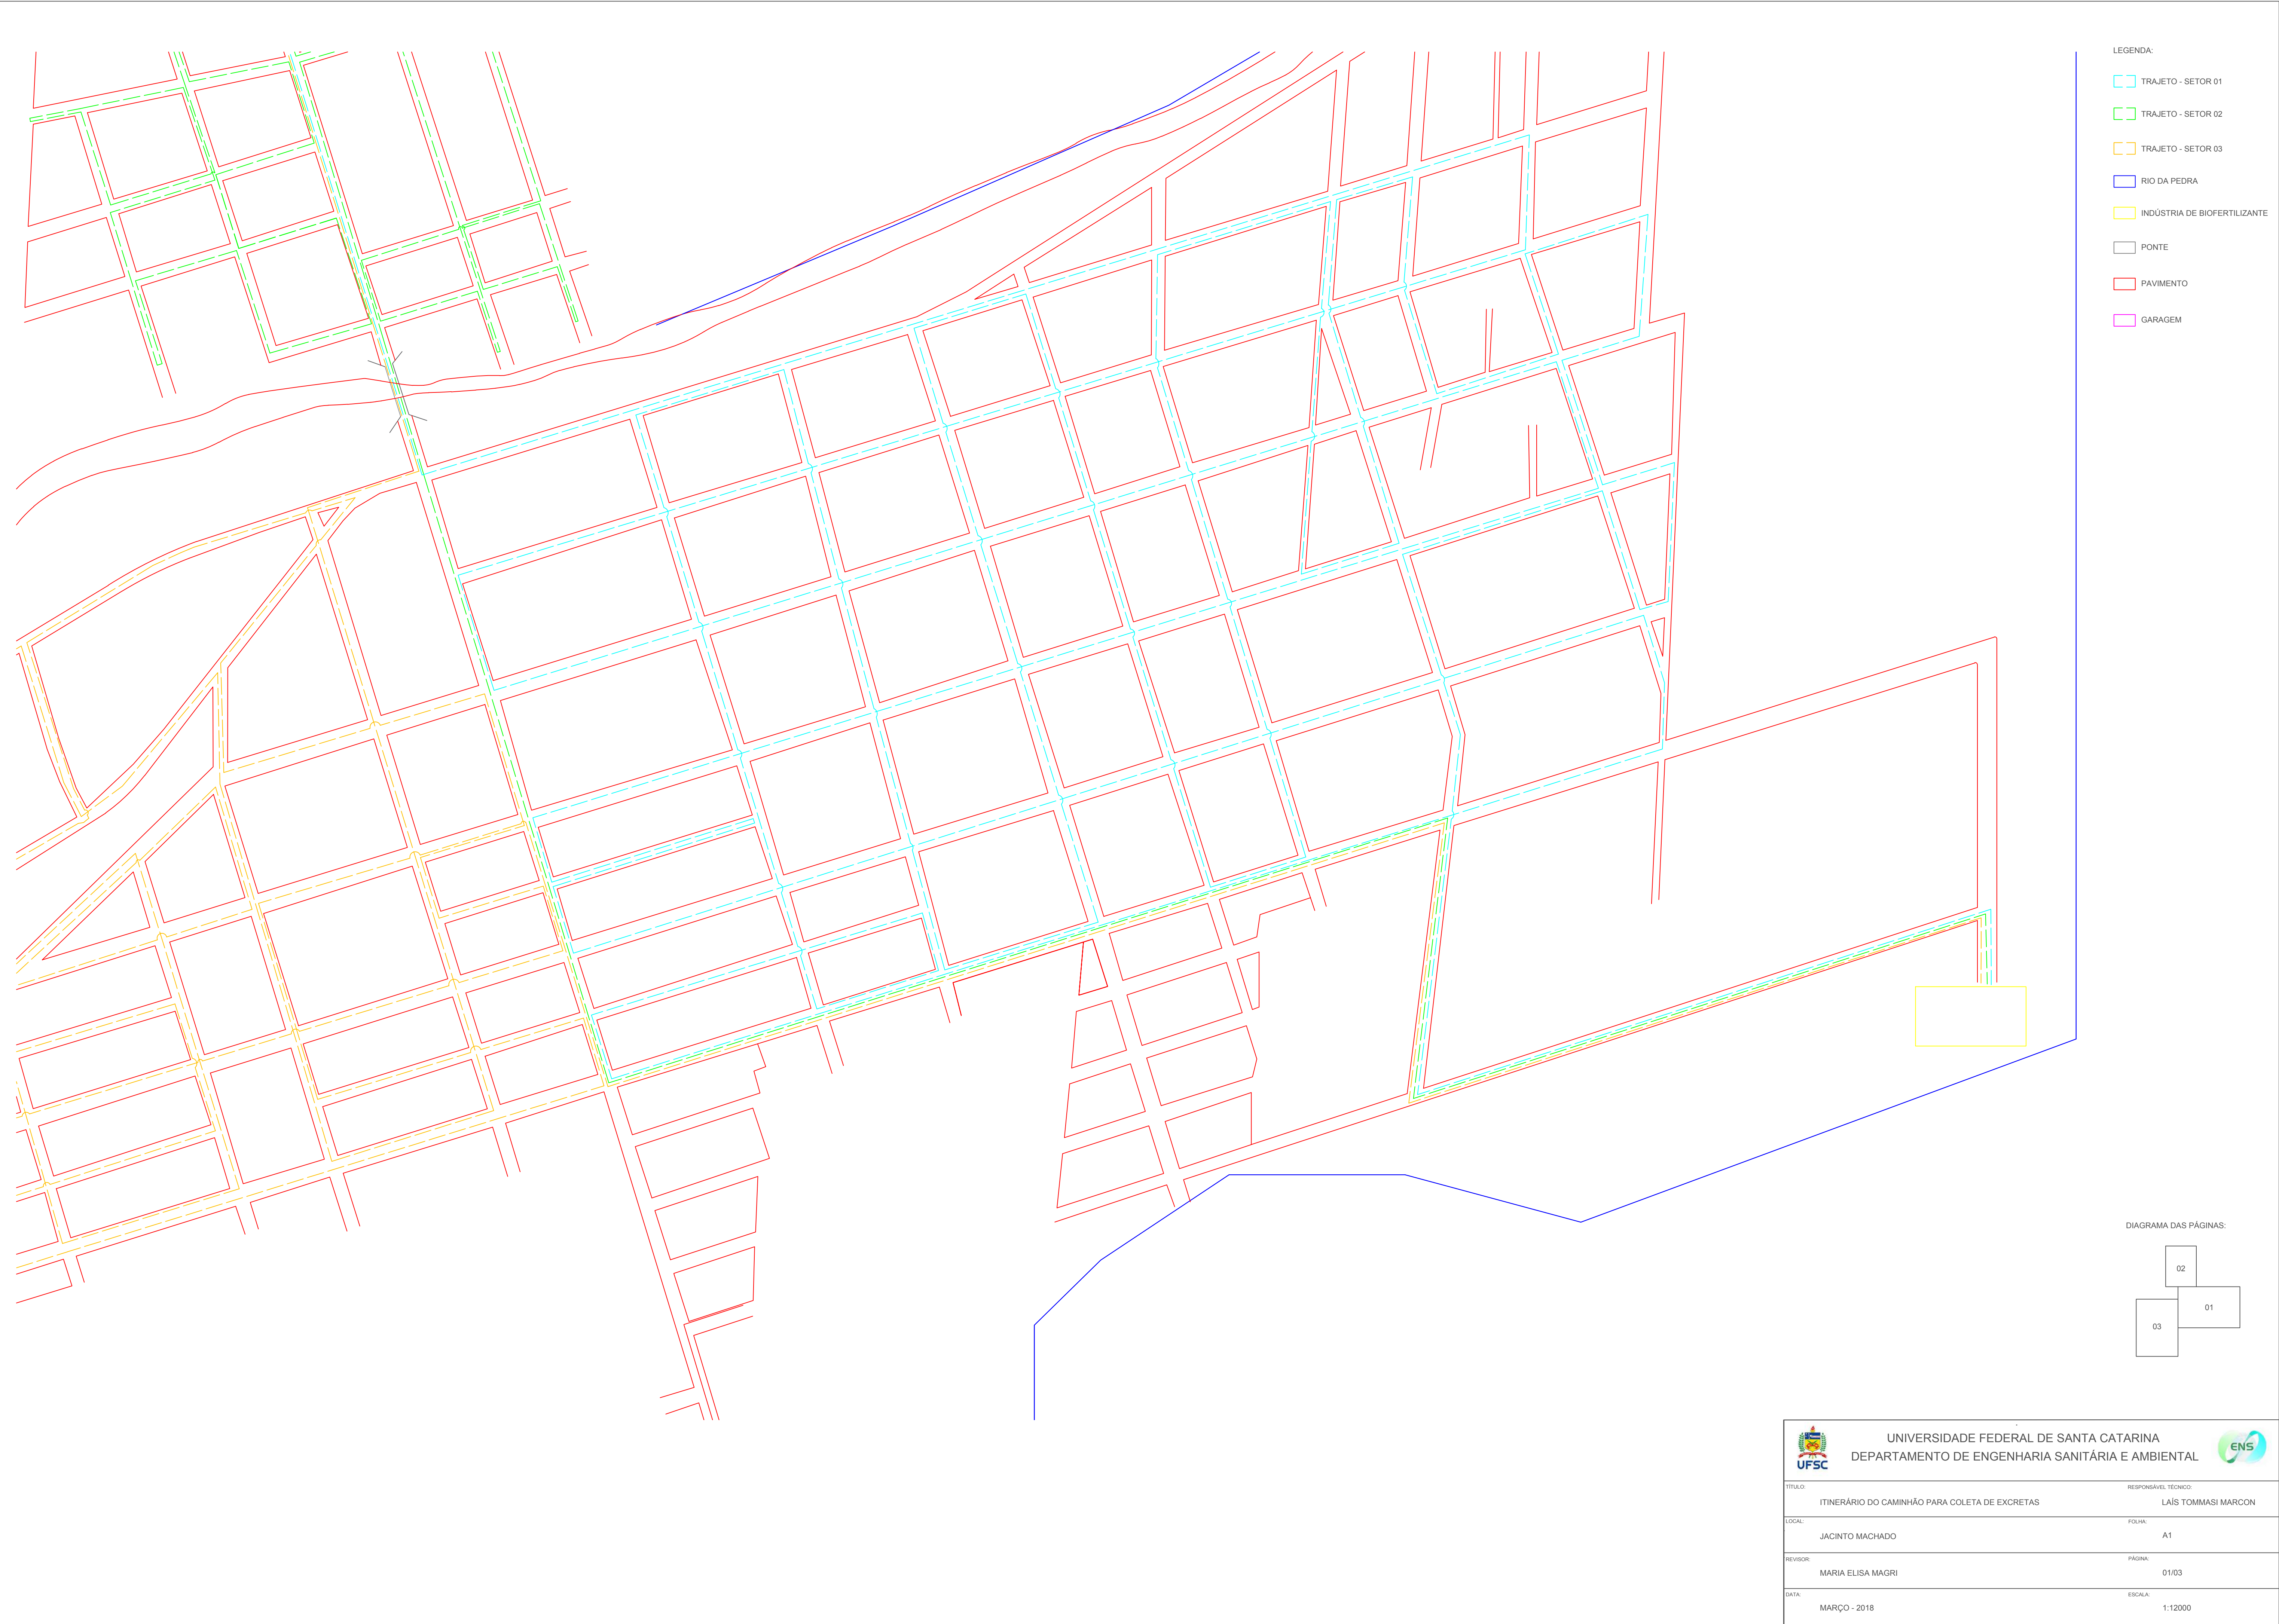 LEGENDA:
TRAJETO - SETOR 01
TRAJETO - SETOR 02
TRAJETO - SETOR 03
RIO DA PEDRA
INDÚSTRIA DE BIOFERTILIZANTE
PONTE
PAVIMENTO
GARAGEM
DIAGRAMA DAS PÁGINAS:
02
01
03
UFSC
UNIVERSIDADE FEDERAL DE SANTA CATARINA
DEPARTAMENTO DE ENGENHARIA SANITÁRIA E AMBIENTAL
ENS
TÍTULO:
ITINERÁRIO DO CAMINHÃO PARA COLETA DE EXCRETAS
RESPONSÁVEL TÉCNICO:
LAÍS TOMMASI MARCON
LOCAL:
JACINTO MACHADO
FOLHA:
A1
REVISOR:
MARIA ELISA MAGRI
PÁGINA:
01/03
DATA:
MARÇO - 2018
ESCALA:
1:12000